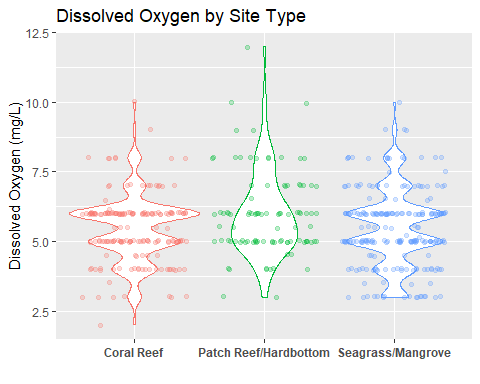 Dissolved Oxygen by Site Type
Dissolved Oxygen (mg/L)
12.5
10.0
7.5
5.0
2.5
Coral Reef
Patch Reef/Hardbottom
Seagrass/Mangrove